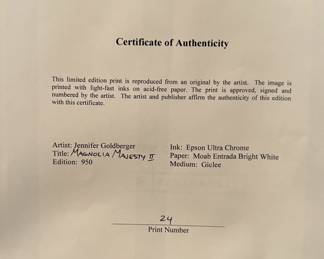 Certificate of Authenticity
This limited edition print is reproduced from an original by the artist. The image is
printed with light-fast inks on acid-free paper. The print is approved, signed and
numbered by the artist. The artist and publisher affirm the authenticity of this edition
with this certificate.
Artist: Jennifer Goldberger
Title: MAGNOLIA MAJESTY II
Edition: 950
Ink: Epson Ultra Chrome
Paper: Moab Entrada Bright White
Medium: Giclee
24
Print Number